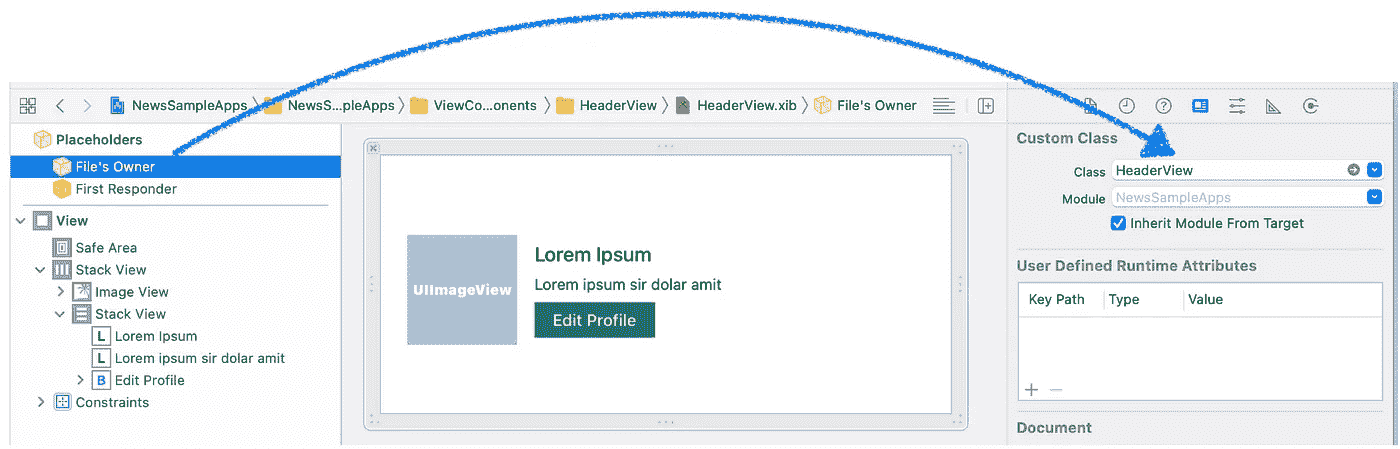 NewsSampleApps NewsS...pleApps ViewCo...onents HeaderView HeaderView.xib File's Owner
Placeholders
File's Owner
First Responder
View
Safe Area
Stack View
Image View
Stack View
L Lorem Ipsum
L Lorem ipsum sir dolar amit
B Edit Profile
Constraints
UIImageView
Lorem Ipsum
Lorem ipsum sir dolar amit
Edit Profile
Custom Class
Class HeaderView
Module NewsSampleApps
Inherit Module From Target
User Defined Runtime Attributes
Key Path Type Value
Document